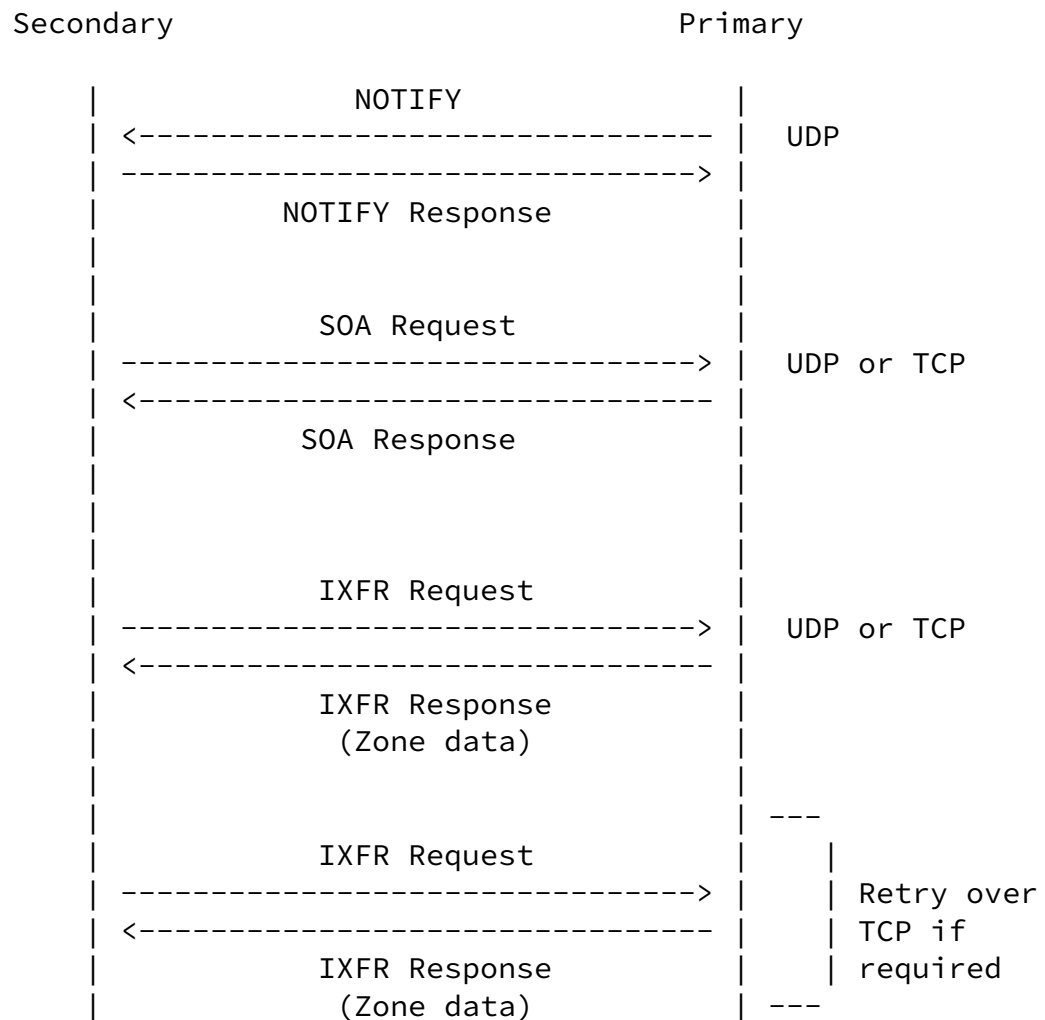 Secondary Primary
NOTIFY
UDP
NOTIFY Response
SOA Request
UDP or TCP
SOA Response
IXFR Request
UDP or TCP
IXFR Response
(Zone data)
IXFR Request
Retry over
TCP if
IXFR Response required
(Zone data)